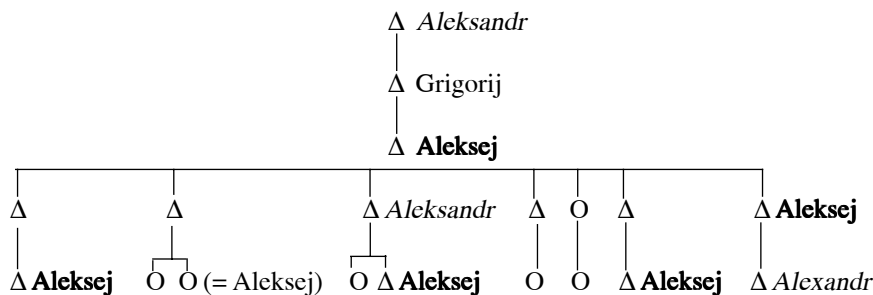 Δ Aleksandr
Δ Grigorij
Δ Aleksej
Δ Δ Δ Aleksandr Δ O Δ Δ Aleksej
Δ Aleksej O O (= Aleksej) O Δ Aleksej O O Δ Aleksej Δ Alexandr